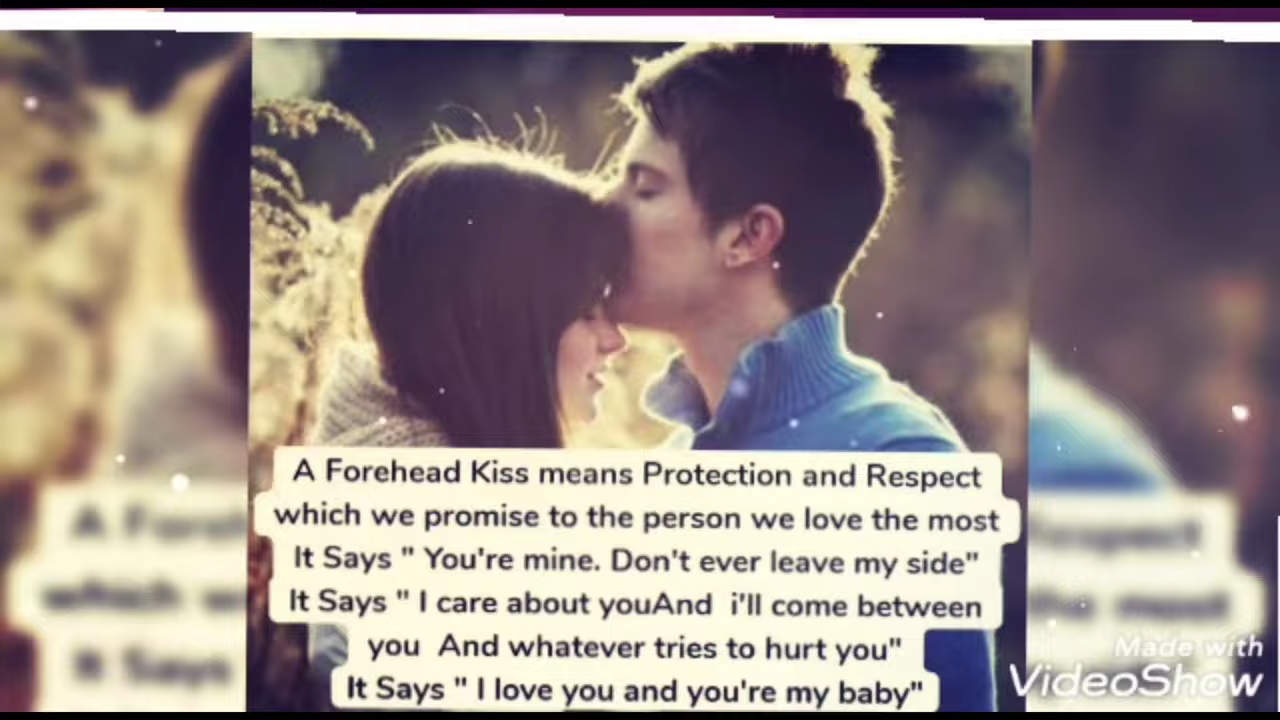 A Forehead Kiss means Protection and Respect
which we promise to the person we love the most
It Says " You're mine. Don't ever leave my side"
It Says " I care about youAnd  i'll come between
you  And whatever tries to hurt you"
It Says " I love you and you're my baby"
Made with
VideoShow